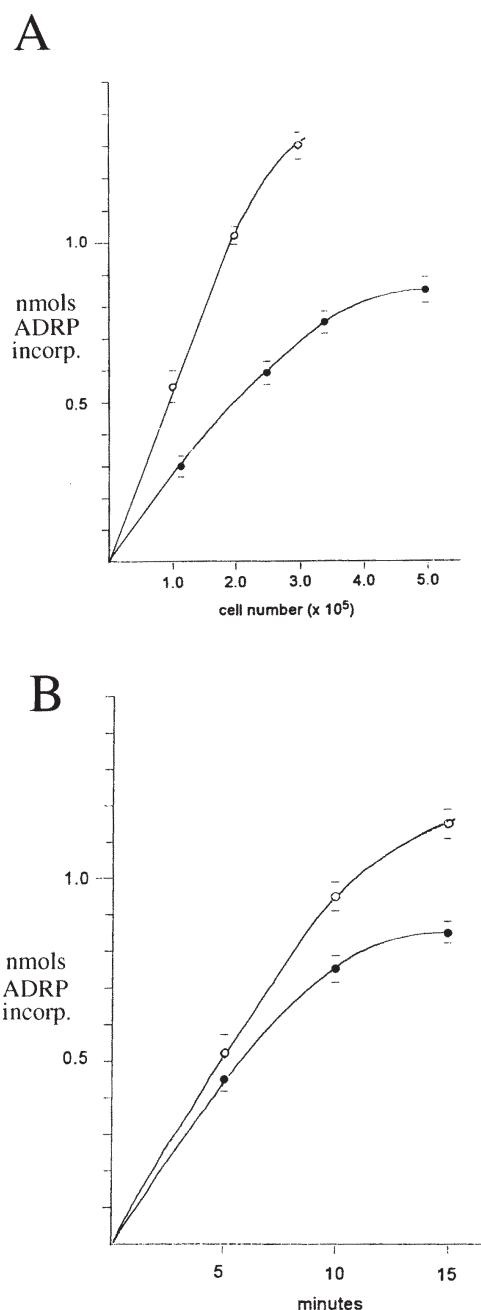 A
1.0
nmols
ADRP
incorp.
0.5
1.0 2.0 3.0 4.0 5.0
cell number (x 10⁵)
B
1.0
nmols
ADRP
incorp.
0.5
5 10 15
minutes